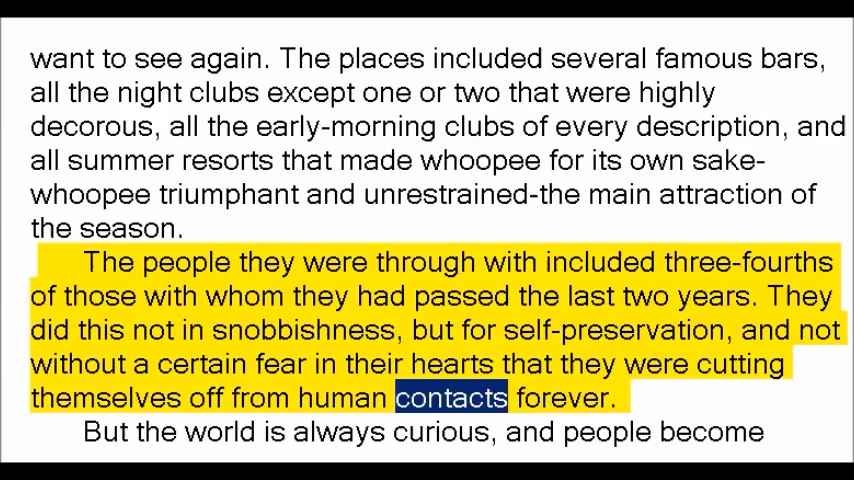 want to see again. The places included several famous bars,
all the night clubs except one or two that were highly
decorous, all the early-morning clubs of every description, and
all summer resorts that made whoopee for its own sake-
whoopee triumphant and unrestrained-the main attraction of
the season.
The people they were through with included three-fourths
of those with whom they had passed the last two years. They
did this not in snobbishness, but for self-preservation, and not
without a certain fear in their hearts that they were cutting
themselves off from human contacts forever.
But the world is always curious, and people become